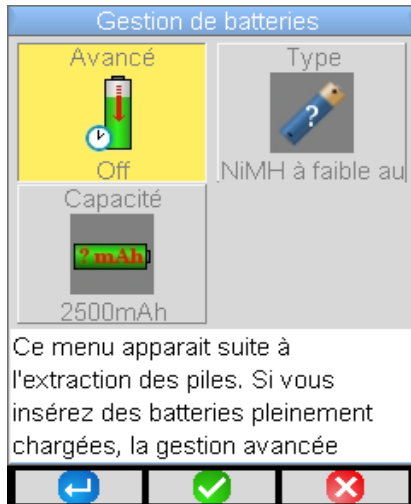 Gestion de batteries
Avancé
Off
Type
?
NiMH à faible au
Capacité
? mAh
2500mAh
Ce menu apparait suite à
l'extraction des piles. Si vous
insérez des batteries pleinement
chargées, la gestion avancée